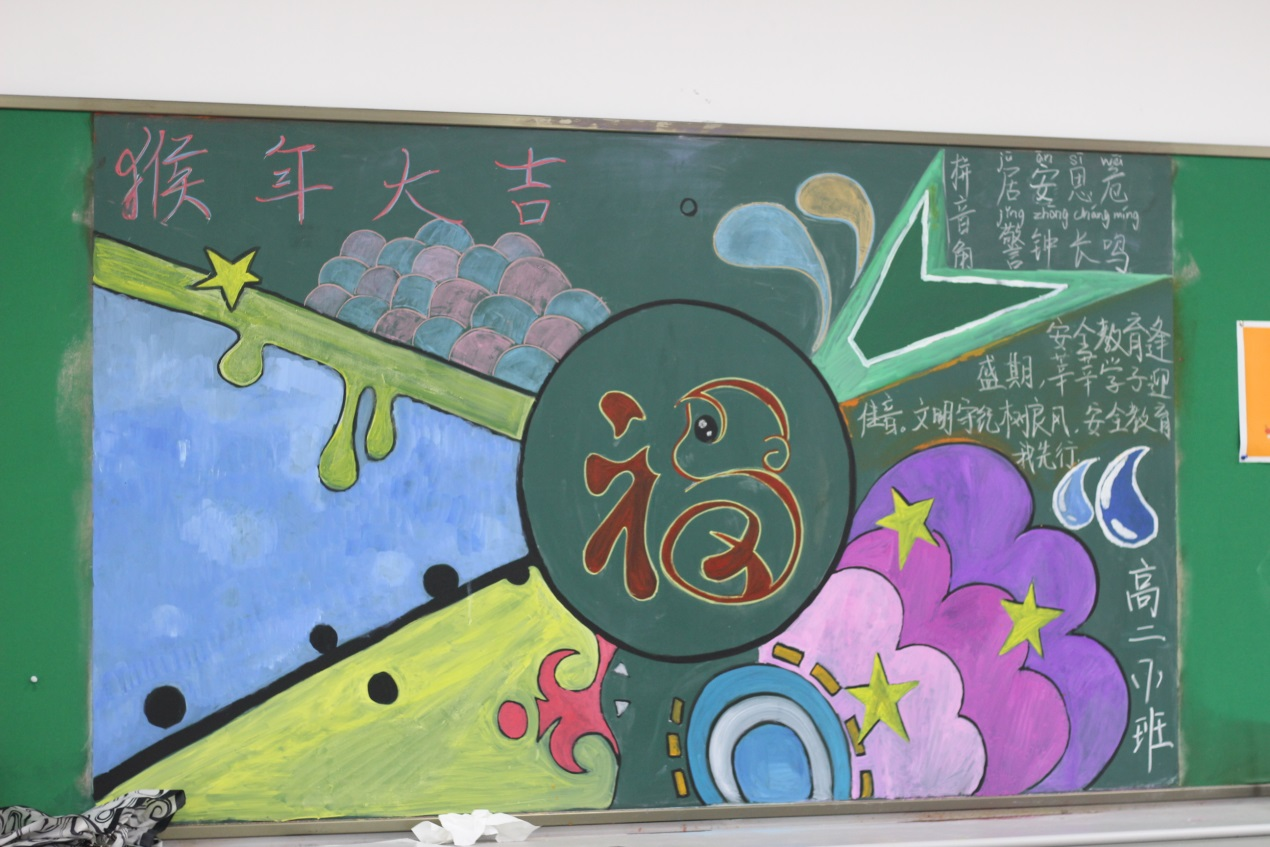 猴年大吉
拼音角
jū ān sī wēi
居安思危
jǐng zhōng cháng míng
警钟长鸣
安全教育逢
盛期,莘莘学子迎
佳音。文明守纪树良风,安全教育
我先行
福
高二(7)班